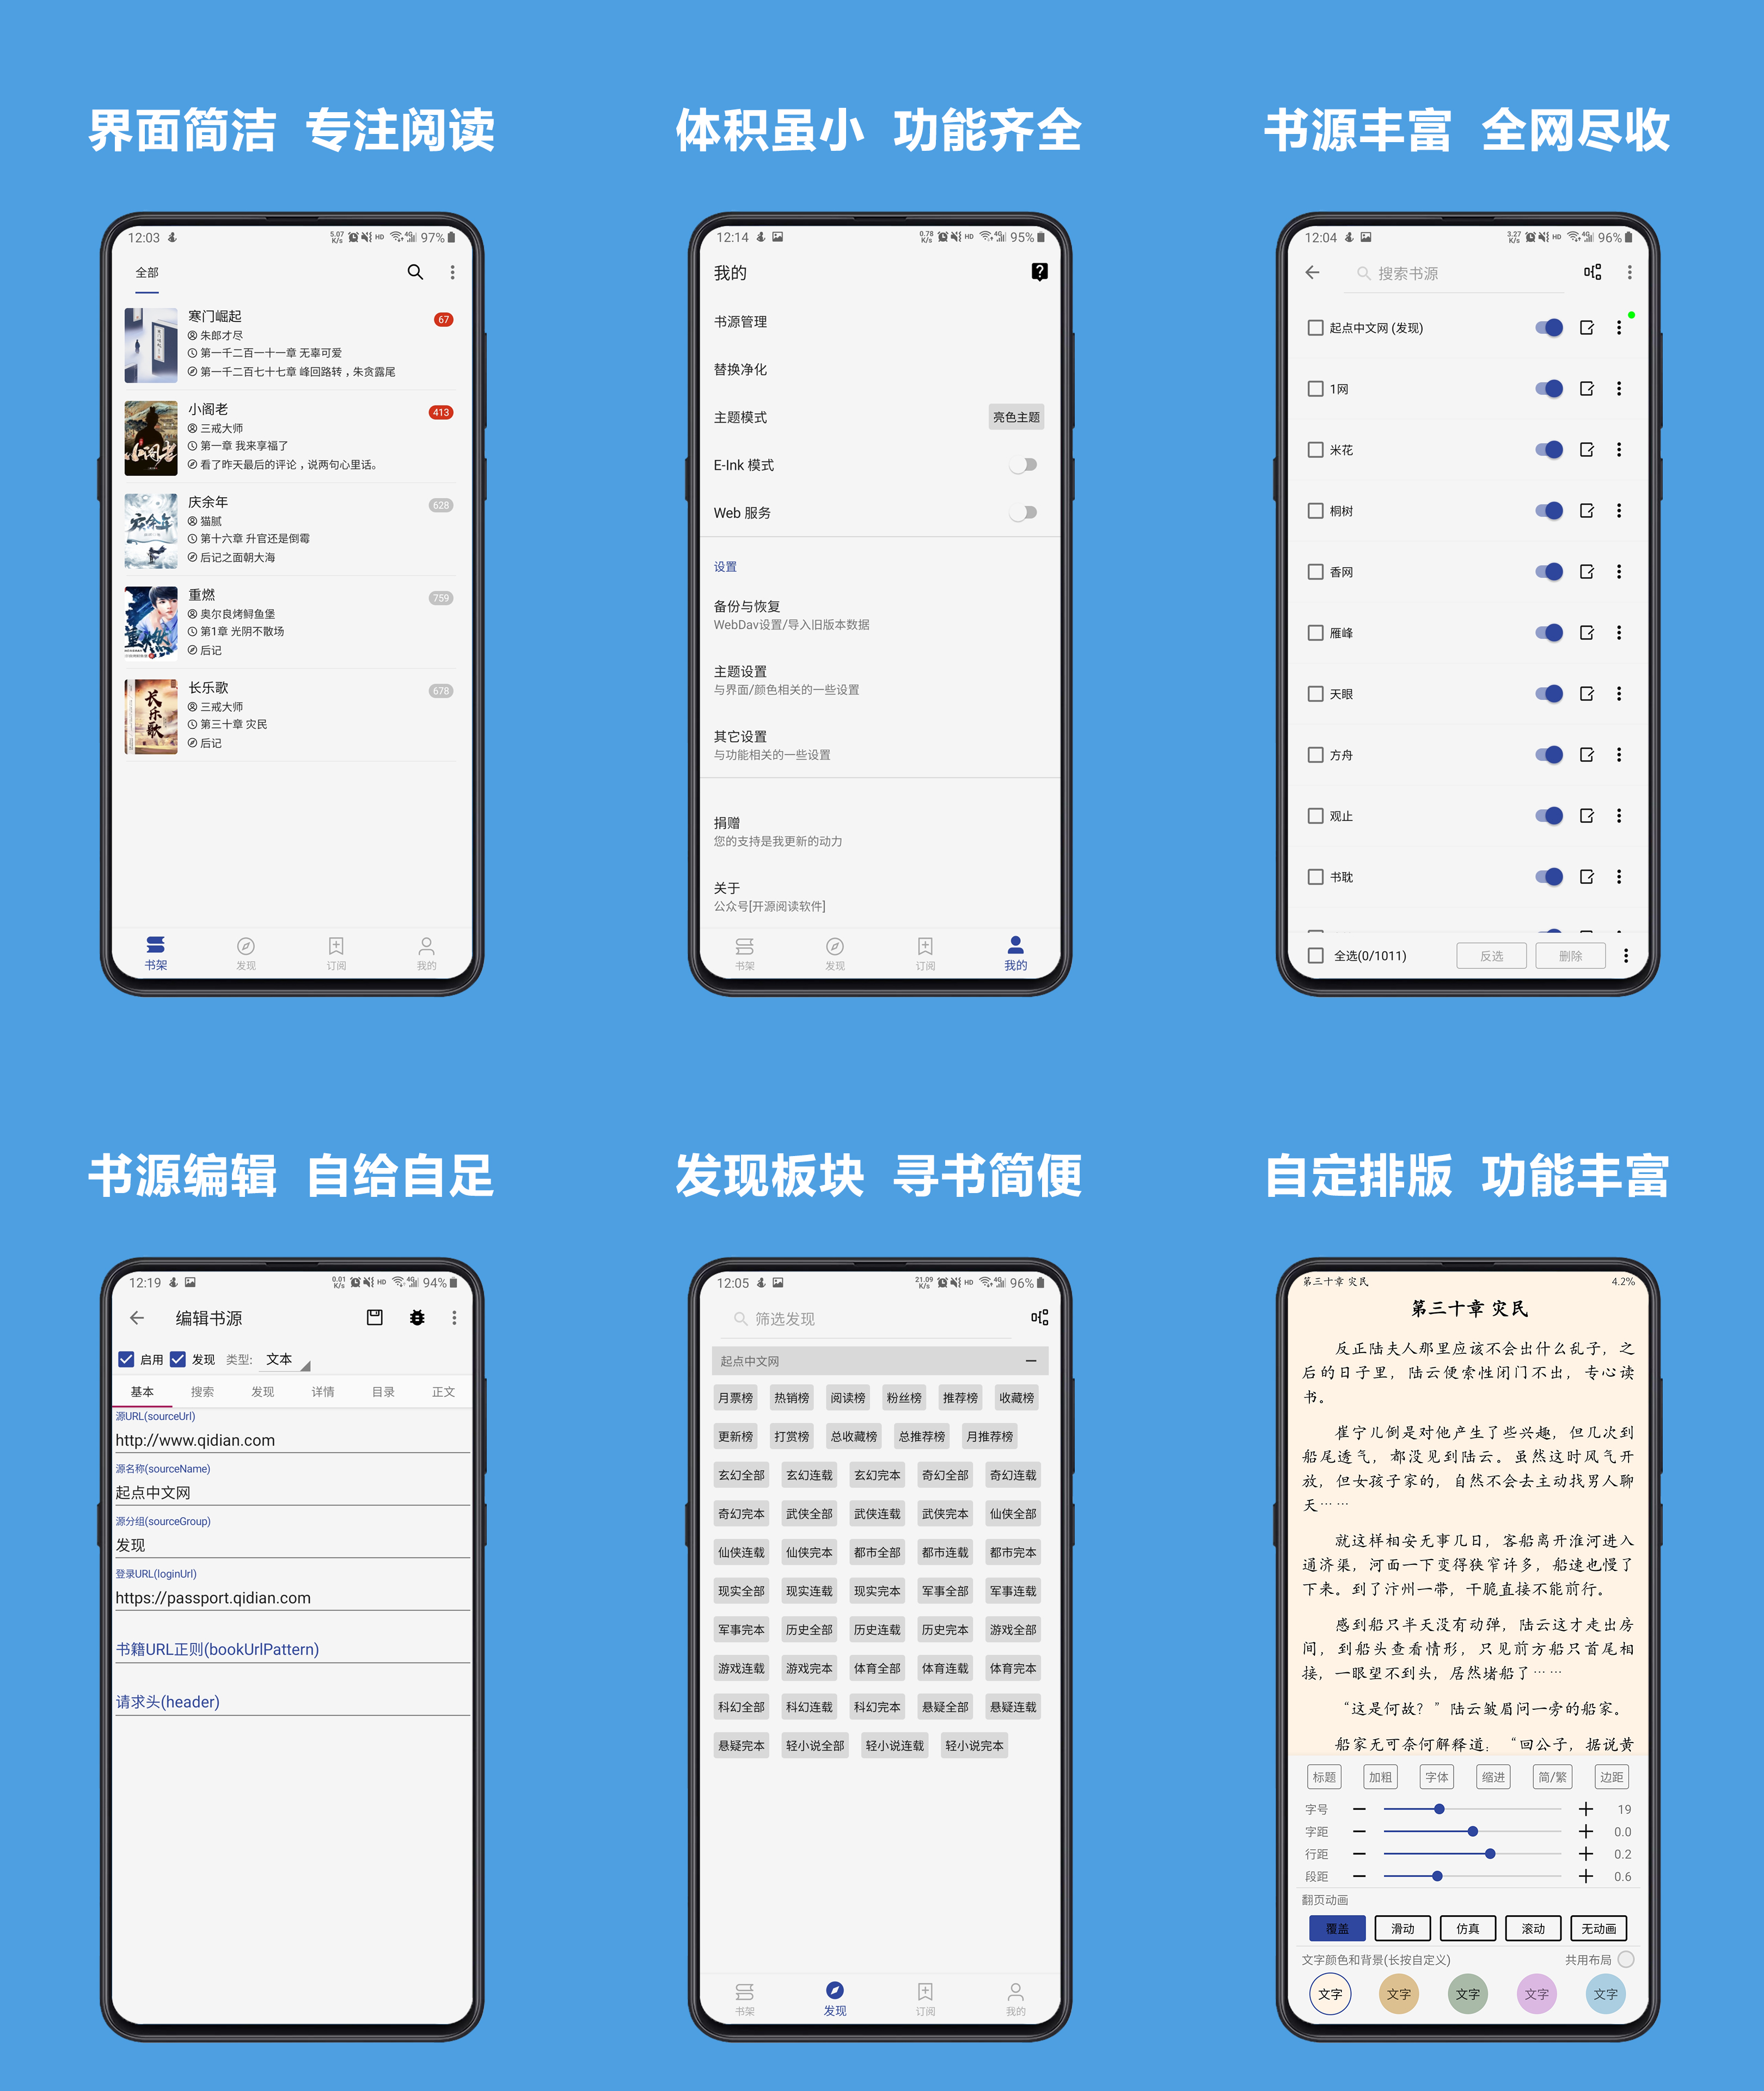 界面简洁 专注阅读
12:03
5.07 K/s HD 4G 97%
全部
寒门崛起
67
朱郎才尽
第一千二百一十一章 无辜可爱
第一千二百七十七章 峰回路转，朱贪露尾
小阁老
413
三戒大师
第一章 我来享福了
看了昨天最后的评论，说两句心里话。
庆余年
628
猫腻
第十六章 升官还是倒霉
后记之面朝大海
重燃
759
奥尔良烤鲟鱼堡
第1章 光阴不散场
后记
长乐歌
678
三戒大师
第三十章 灾民
后记
书架 发现 订阅 我的
体积虽小 功能齐全
12:14
0.78 K/s HD 4G 95%
我的
书源管理
替换净化
主题模式 亮色主题
E-Ink 模式
Web 服务
设置
备份与恢复
WebDav设置/导入旧版本数据
主题设置
与界面/颜色相关的一些设置
其它设置
与功能相关的一些设置
捐赠
您的支持是我更新的动力
关于
公众号[开源阅读软件]
书架 发现 订阅 我的
书源丰富 全网尽收
12:04
3.27 K/s HD 4G 96%
搜索书源
起点中文网 (发现)
1网
米花
桐树
香网
雁峰
天眼
方舟
观止
书耽
全选(0/1011) 反选 删除
书源编辑 自给自足
12:19
0.01 K/s HD 4G 94%
编辑书源
启用 发现 类型: 文本
基本 搜索 发现 详情 目录 正文
源URL(sourceUrl)
http://www.qidian.com
源名称(sourceName)
起点中文网
源分组(sourceGroup)
发现
登录URL(loginUrl)
https://passport.qidian.com
书籍URL正则(bookUrlPattern)
请求头(header)
发现板块 寻书简便
12:05
21.09 K/s HD 4G 96%
筛选发现
起点中文网
月票榜 热销榜 阅读榜 粉丝榜 推荐榜 收藏榜
更新榜 打赏榜 总收藏榜 总推荐榜 月推荐榜
玄幻全部 玄幻连载 玄幻完本 奇幻全部 奇幻连载
奇幻完本 武侠全部 武侠连载 武侠完本 仙侠全部
仙侠连载 仙侠完本 都市全部 都市连载 都市完本
现实全部 现实连载 现实完本 军事全部 军事连载
军事完本 历史全部 历史连载 历史完本 游戏全部
游戏连载 游戏完本 体育全部 体育连载 体育完本
科幻全部 科幻连载 科幻完本 悬疑全部 悬疑连载
悬疑完本 轻小说全部 轻小说连载 轻小说完本
书架 发现 订阅 我的
自定排版 功能丰富
第三十章 灾民 4.2%
第三十章 灾民
反正陆夫人那里应该不会出什么乱子，之
后的日子里，陆云便索性闭门不出，专心读
书。
崔宁儿倒是对他产生了些兴趣，但几次到
船尾透气，都没见到陆云。虽然这时风气开
放，但女孩子家的，自然不会去主动找男人聊
天……
就这样相安无事几日，客船离开淮河进入
通济渠，河面一下变得狭窄许多，船速也慢了
下来。到了汴州一带，干脆直接不能前行。
感到船只半天没有动弹，陆云这才走出房
间，到船头查看情形，只见前方船只首尾相
接，一眼望不到头，居然堵船了……
“这是何故？”陆云皱眉问一旁的船家。
船家无可奈何解释道：“回公子，据说黄
标题 加粗 字体 缩进 简/繁 边距
字号 19
字距 0.0
行距 0.2
段距 0.6
翻页动画
覆盖 滑动 仿真 滚动 无动画
文字颜色和背景(长按自定义) 共用布局
文字 文字 文字 文字 文字